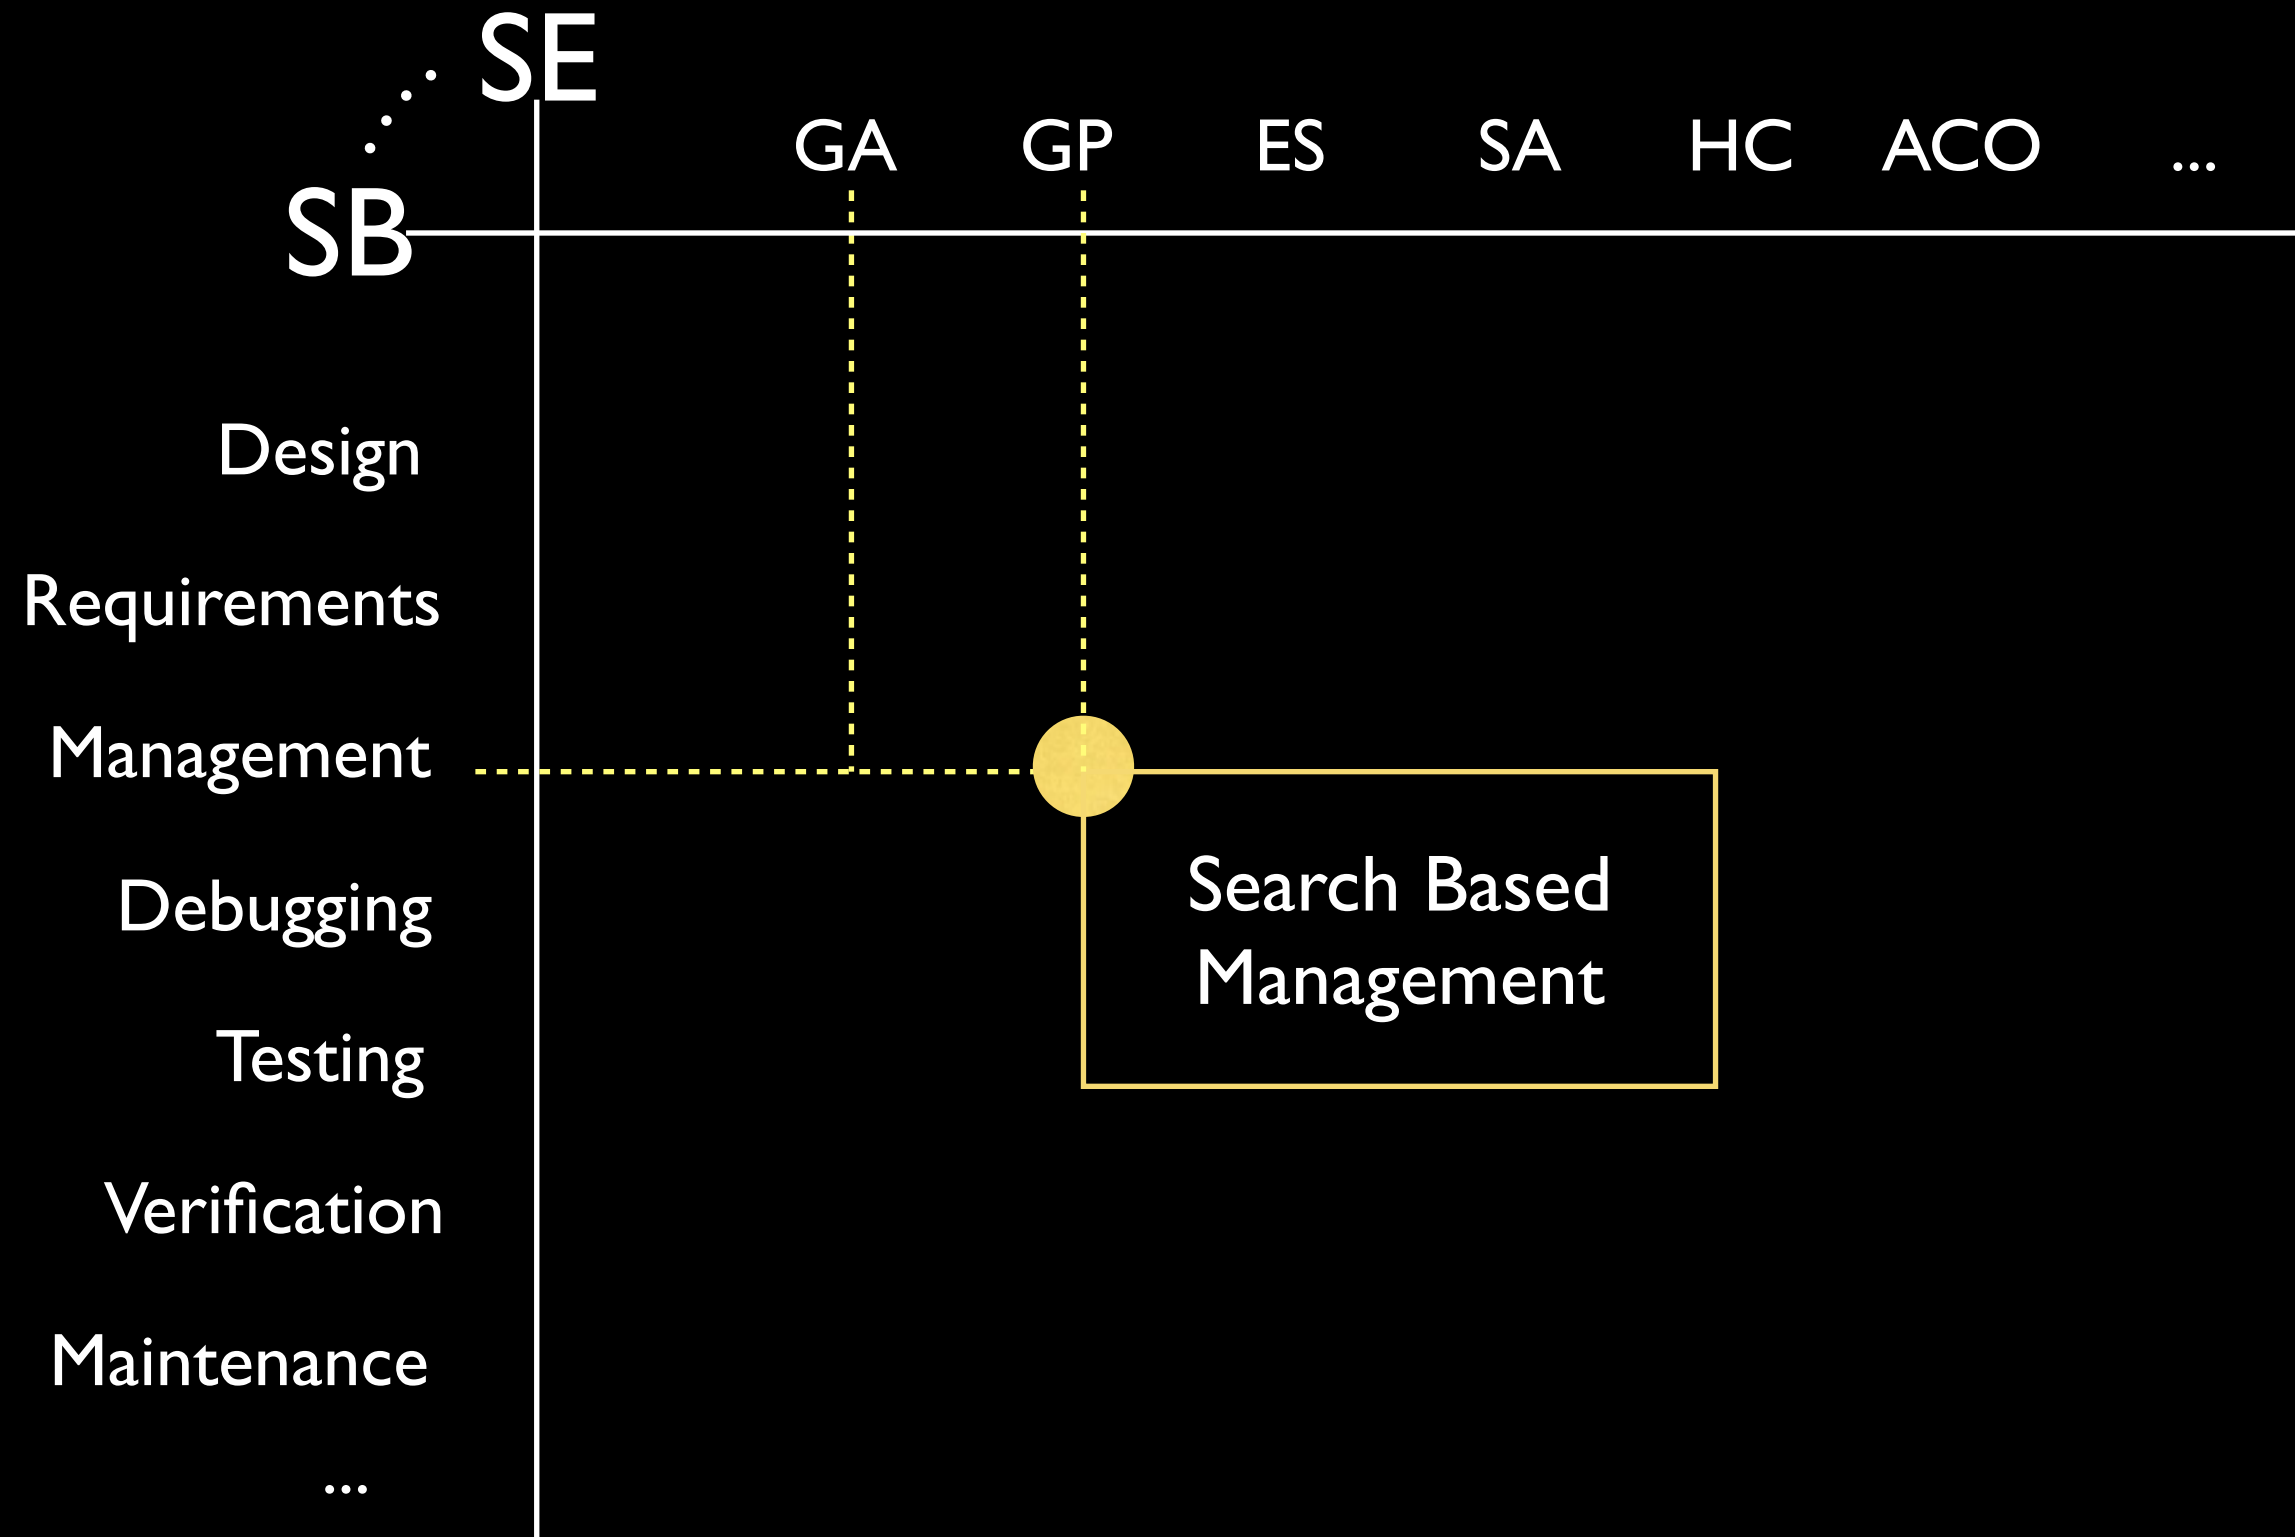 SE
GA GP ES SA HC ACO ...
SB
Design
Requirements
Management
Debugging
Search Based
Management
Testing
Verification
Maintenance
...